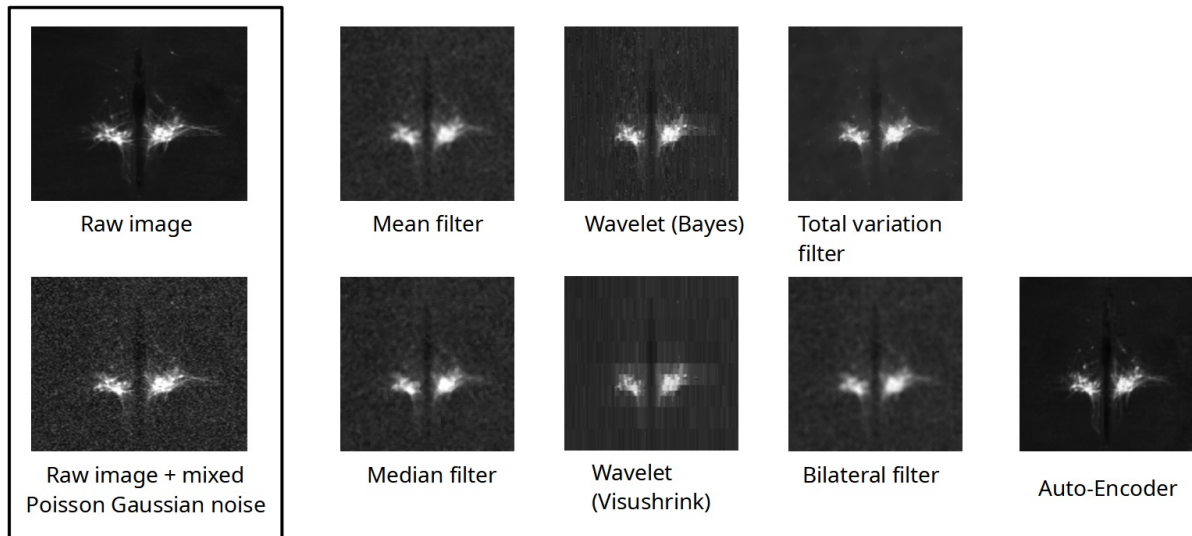 Raw image
Mean filter
Wavelet (Bayes)
Total variation
filter
Raw image + mixed
Poisson Gaussian noise
Median filter
Wavelet
(Visushrink)
Bilateral filter
Auto-Encoder